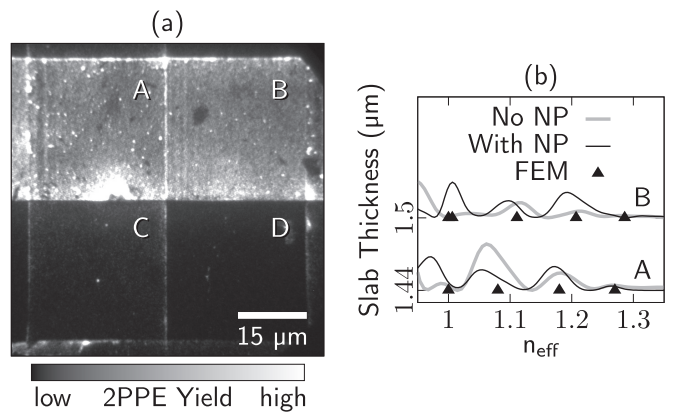 (a)
A
B
C
D
15 µm
low 2PPE Yield high
(b)
No NP
With NP
FEM
B
A
Slab Thickness (µm)
1.5
1.44
1 1.1 1.2 1.3
neff